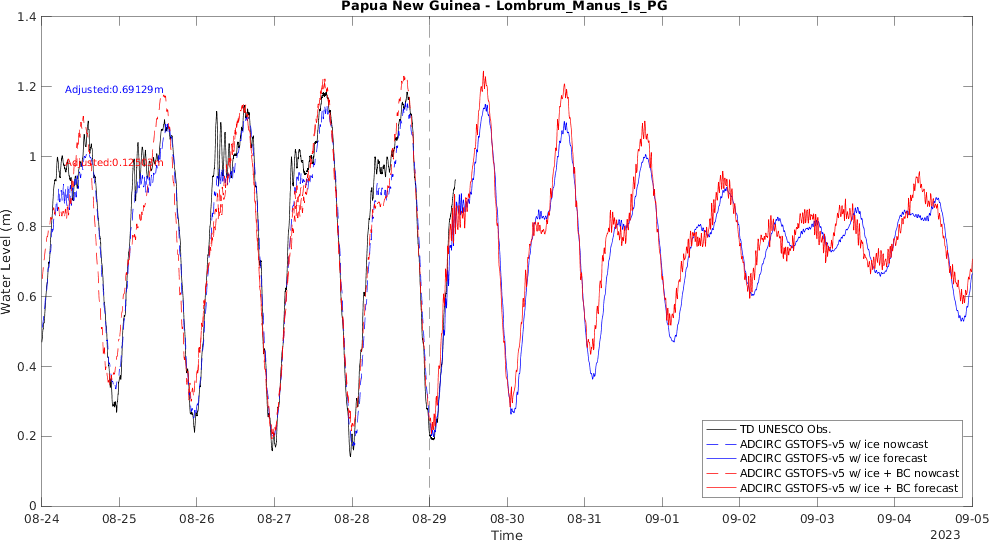 Papua New Guinea - Lombrum_Manus_Is_PG
Water Level (m)
1.4
1.2
1
0.8
0.6
0.4
0.2
0
Adjusted:0.69129m
08-24
08-25
08-26
08-27
08-28
08-29
08-30
08-31
09-01
09-02
09-03
09-04
09-05
Time
2023
TD UNESCO Obs.
ADCIRC GSTOFS-v5 w/ ice nowcast
ADCIRC GSTOFS-v5 w/ ice forecast
ADCIRC GSTOFS-v5 w/ ice + BC nowcast
ADCIRC GSTOFS-v5 w/ ice + BC forecast